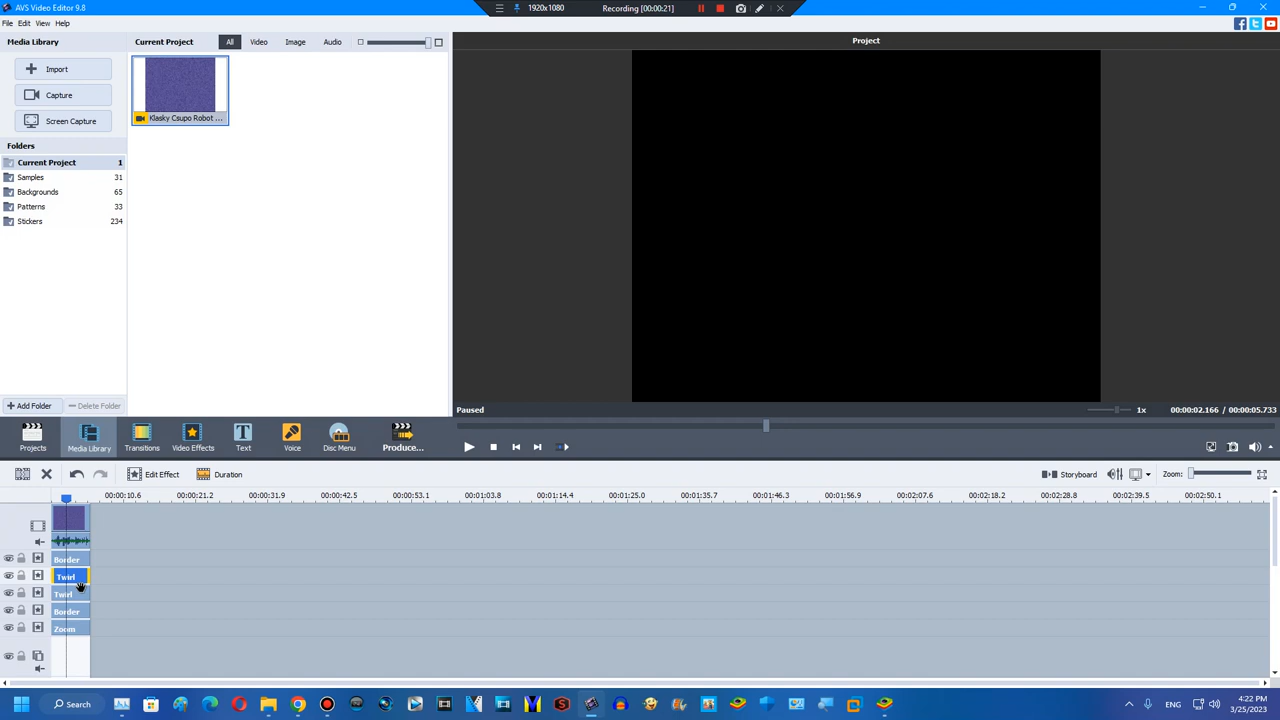 AVS Video Editor 9.8
1920x1080
Recording [00:00:21]
File Edit View Help
Media Library
Current Project
All
Video
Image
Audio
Project
Import
Capture
Screen Capture
Klasky Csupo Robot ...
Folders
Current Project 1
Samples 31
Backgrounds 65
Patterns 33
Stickers 234
+ Add Folder
− Delete Folder
Paused
1x
00:00:02.166 / 00:00:05.733
Projects
Media Library
Transitions
Video Effects
Text
Voice
Disc Menu
Produce...
Edit Effect
Duration
Storyboard
Zoom:
00:00:10.6 00:00:21.2 00:00:31.9 00:00:42.5 00:00:53.1 00:01:03.8 00:01:14.4 00:01:25.0 00:01:35.7 00:01:46.3 00:01:56.9 00:02:07.6 00:02:18.2 00:02:28.8 00:02:39.5 00:02:50.1
Border
Twirl
Twirl
Border
Zoom
Search
ENG
4:22 PM
3/25/2023